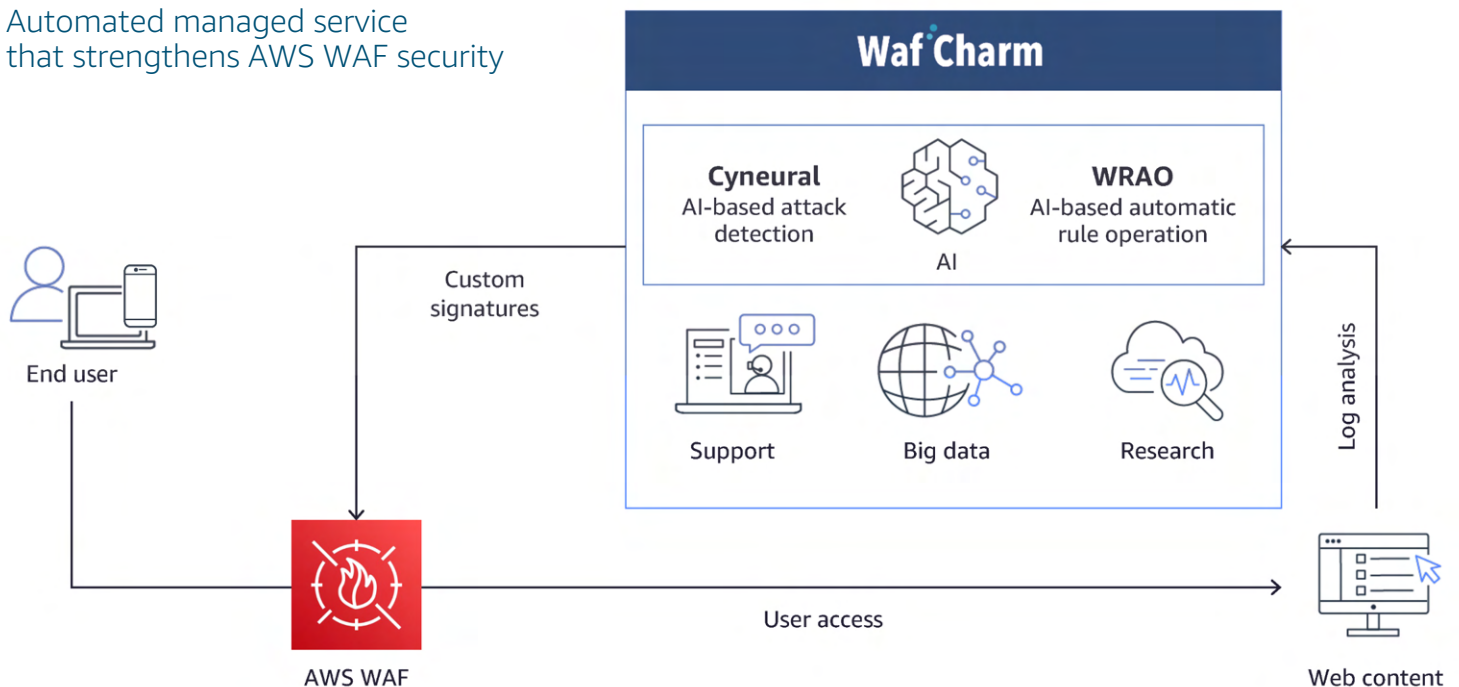 Automated managed service
that strengthens AWS WAF security
WafCharm
Cyneural
AI-based attack
detection
AI
WRAO
AI-based automatic
rule operation
Custom
signatures
End user
Support
Big data
Research
Log analysis
User access
AWS WAF
Web content